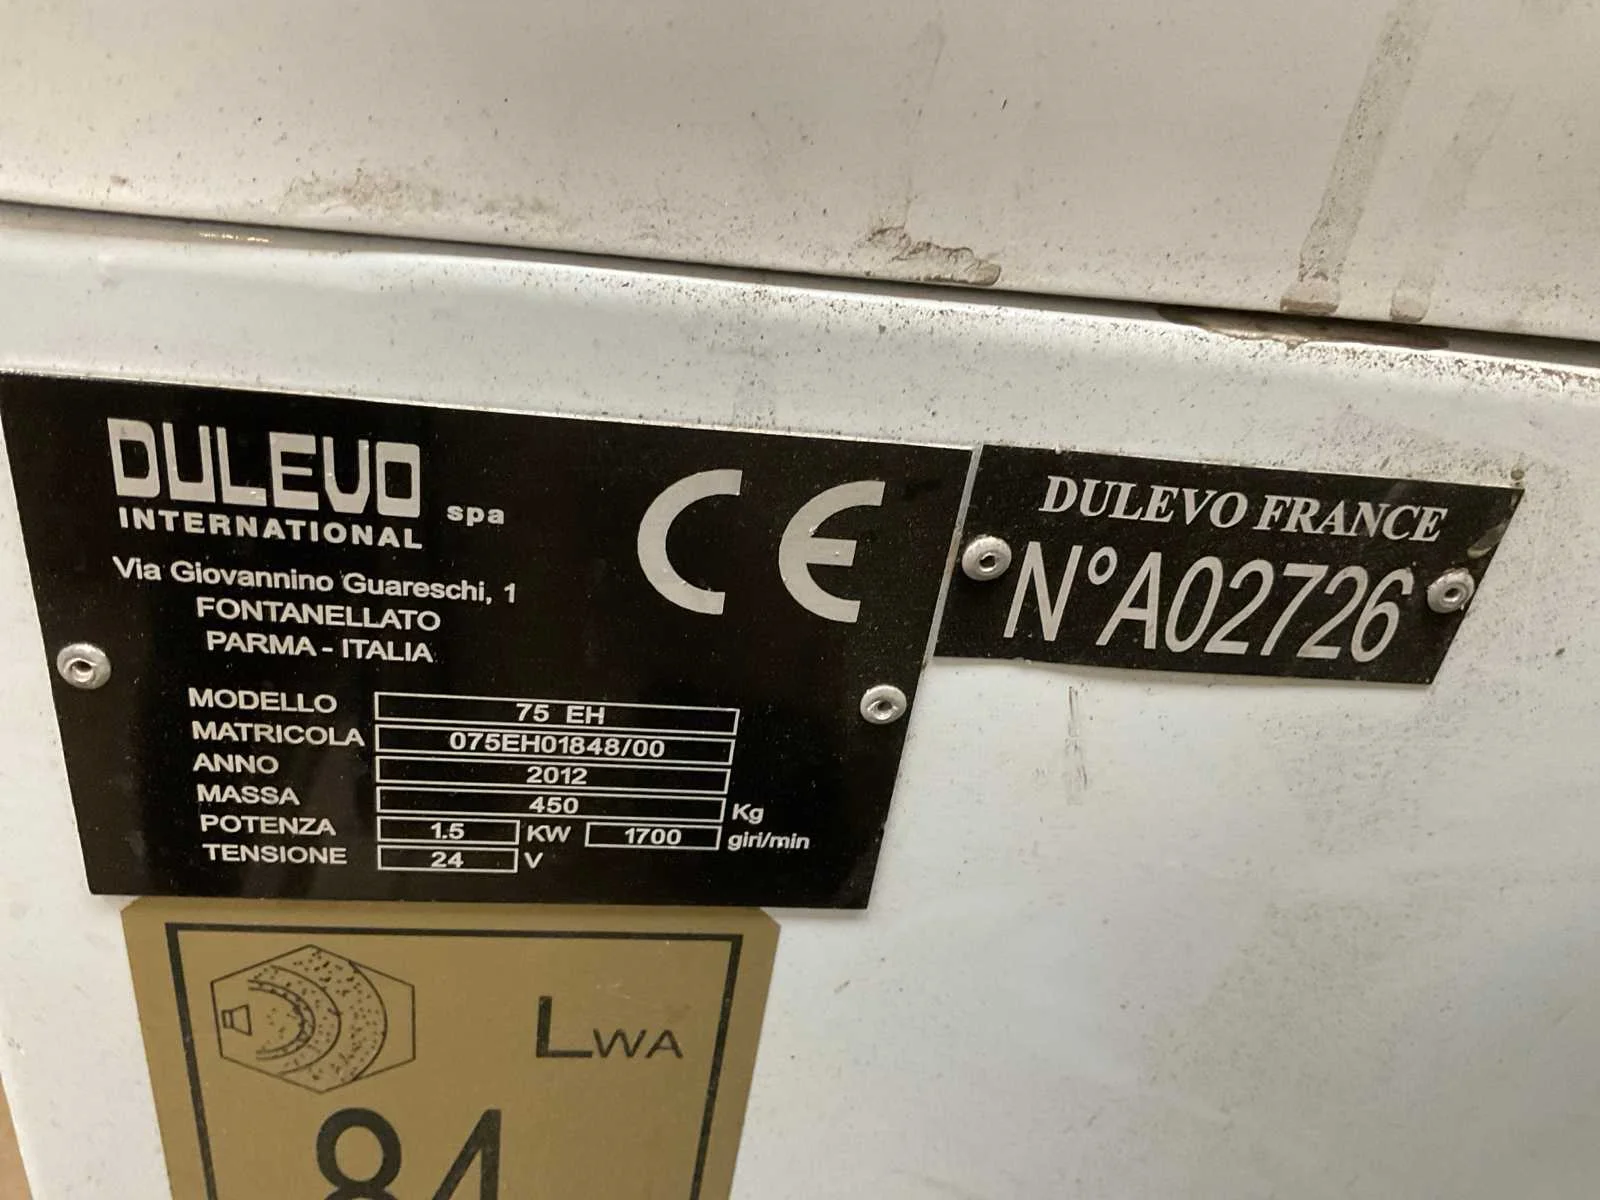 DULEVO
INTERNATIONAL spa
Via Giovannino Guareschi, 1
FONTANELLATO
PARMA - ITALIA
CE
MODELLO 75 EH
MATRICOLA 075EH01848/00
ANNO 2012
MASSA 450 Kg
POTENZA 1.5 KW 1700 giri/min
TENSIONE 24 V
DULEVO FRANCE
N°A02726
LWA
84